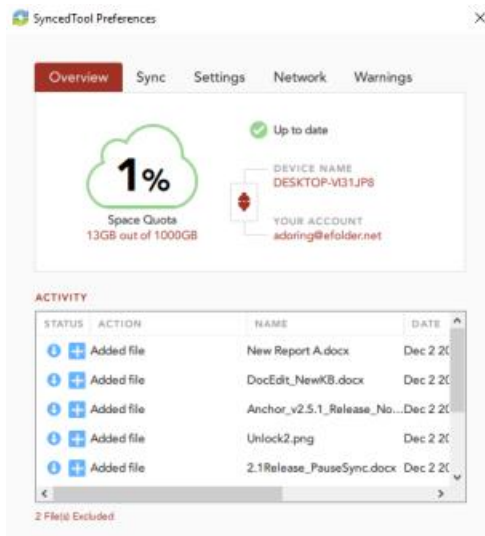 SyncedTool Preferences
Overview Sync Settings Network Warnings
1%
Up to date
DEVICE NAME
DESKTOP-VI31JP8
Space Quota
13GB out of 1000GB
YOUR ACCOUNT
adoring@efolder.net
ACTIVITY
STATUS ACTION NAME DATE
Added file New Report A.docx Dec 2 20
Added file DocEdit_NewKB.docx Dec 2 20
Added file Anchor_v2.5.1_Release_No... Dec 2 20
Added file Unlock2.png Dec 2 20
Added file 2.1Release_PauseSync.docx Dec 2 20
2 File(s) Excluded